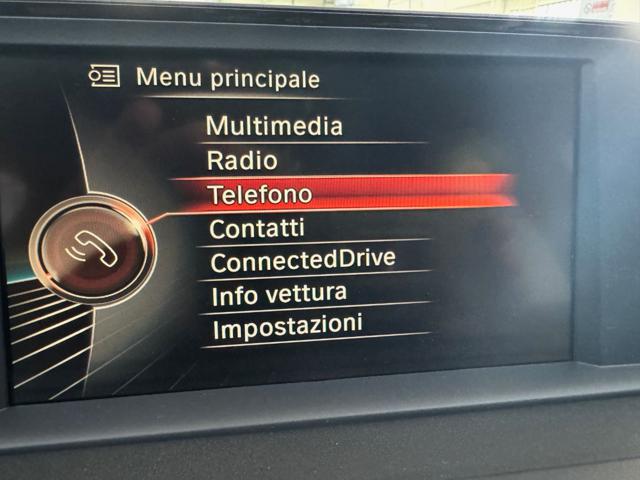 Menu principale
Multimedia
Radio
Telefono
Contatti
ConnectedDrive
Info vettura
Impostazioni